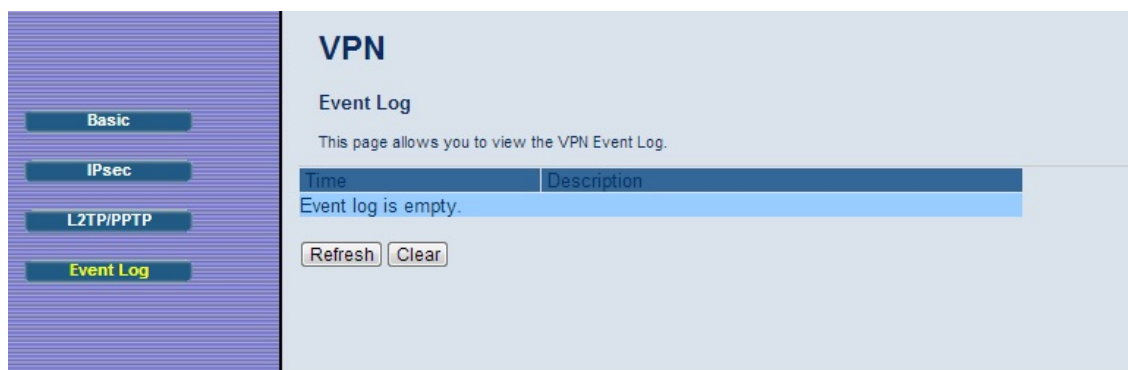 Basic
IPsec
L2TP/PPTP
Event Log
VPN
Event Log
This page allows you to view the VPN Event Log.
Time Description
Event log is empty.
Refresh Clear